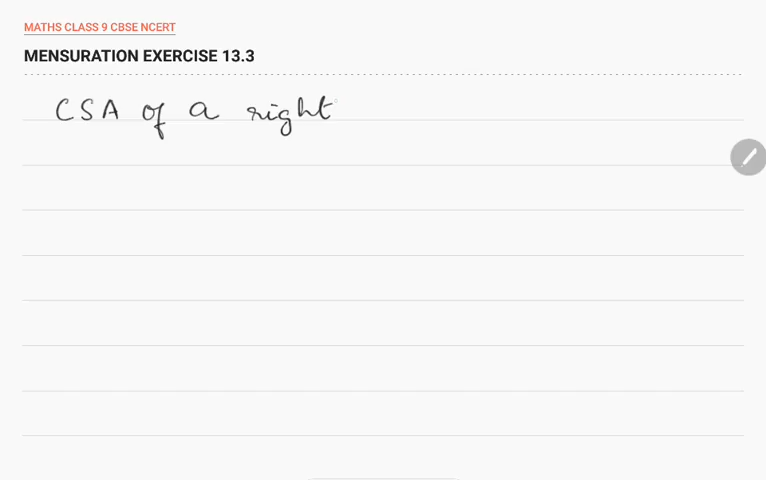 MATHS CLASS 9 CBSE NCERT
MENSURATION EXERCISE 13.3
CSA of a right